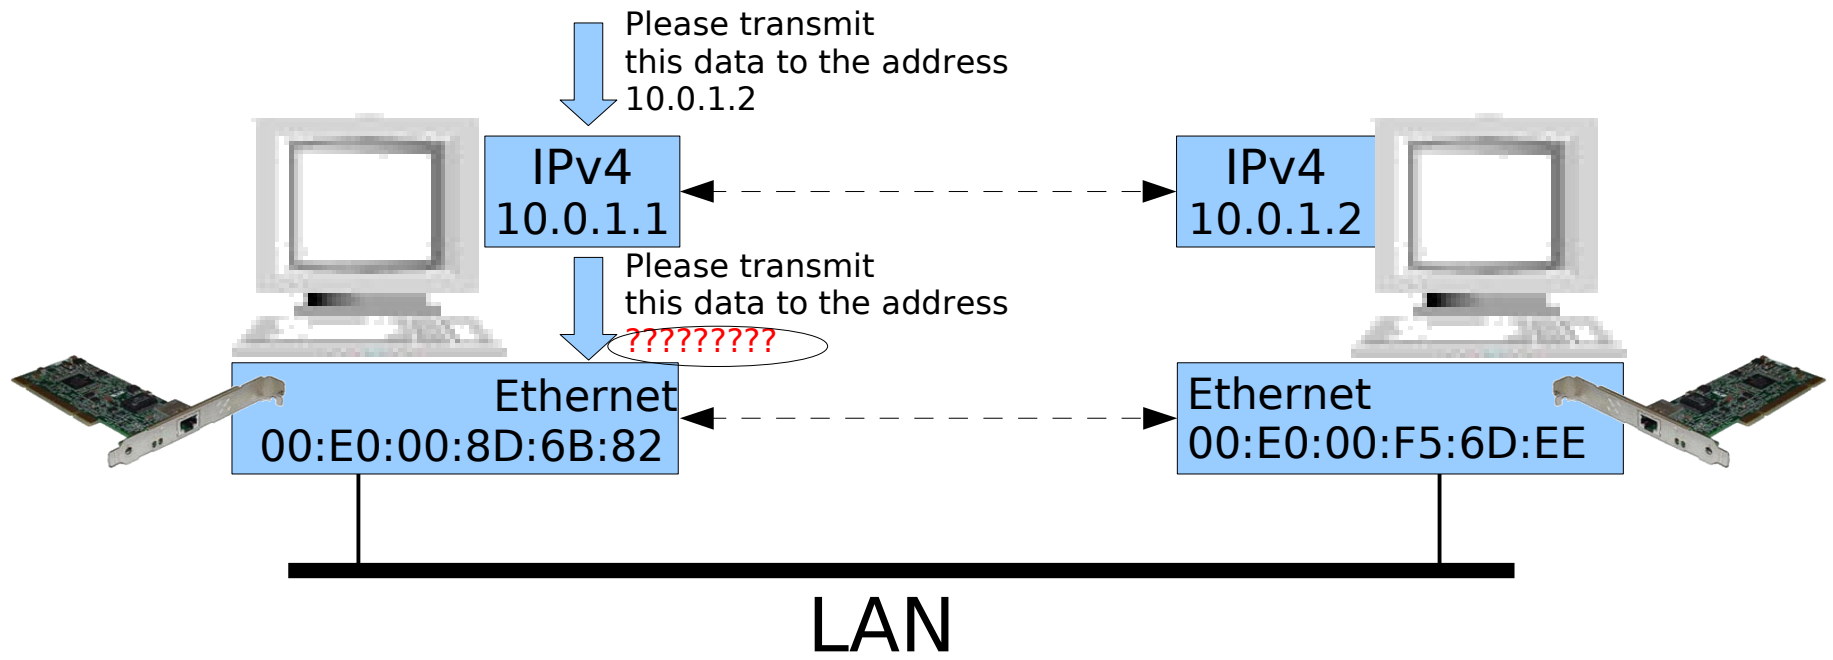 Please transmit
this data to the address
10.0.1.2
IPv4
10.0.1.1
IPv4
10.0.1.2
Please transmit
this data to the address
?????????
Ethernet
00:E0:00:8D:6B:82
Ethernet
00:E0:00:F5:6D:EE
LAN